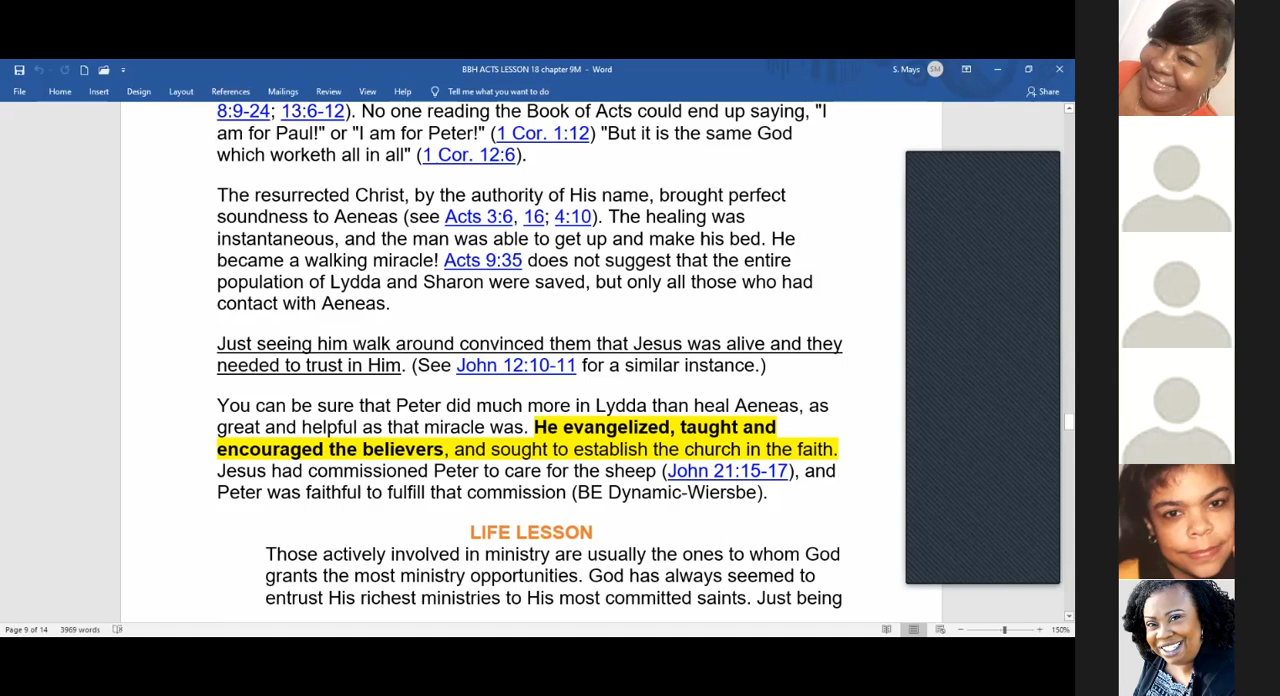 BBH ACTS LESSON 18 chapter 9M - Word
S. Mays
SM
File Home Insert Design Layout References Mailings Review View Help Tell me what you want to do
Share
8:9-24; 13:6-12). No one reading the Book of Acts could end up saying, "I
am for Paul!" or "I am for Peter!" (1 Cor. 1:12) "But it is the same God
which worketh all in all" (1 Cor. 12:6).
The resurrected Christ, by the authority of His name, brought perfect
soundness to Aeneas (see Acts 3:6, 16; 4:10). The healing was
instantaneous, and the man was able to get up and make his bed. He
became a walking miracle! Acts 9:35 does not suggest that the entire
population of Lydda and Sharon were saved, but only all those who had
contact with Aeneas.
Just seeing him walk around convinced them that Jesus was alive and they
needed to trust in Him. (See John 12:10-11 for a similar instance.)
You can be sure that Peter did much more in Lydda than heal Aeneas, as
great and helpful as that miracle was. He evangelized, taught and
encouraged the believers, and sought to establish the church in the faith.
Jesus had commissioned Peter to care for the sheep (John 21:15-17), and
Peter was faithful to fulfill that commission (BE Dynamic-Wiersbe).
LIFE LESSON
Those actively involved in ministry are usually the ones to whom God
grants the most ministry opportunities. God has always seemed to
entrust His richest ministries to His most committed saints. Just being
Page 9 of 14 3969 words
150%